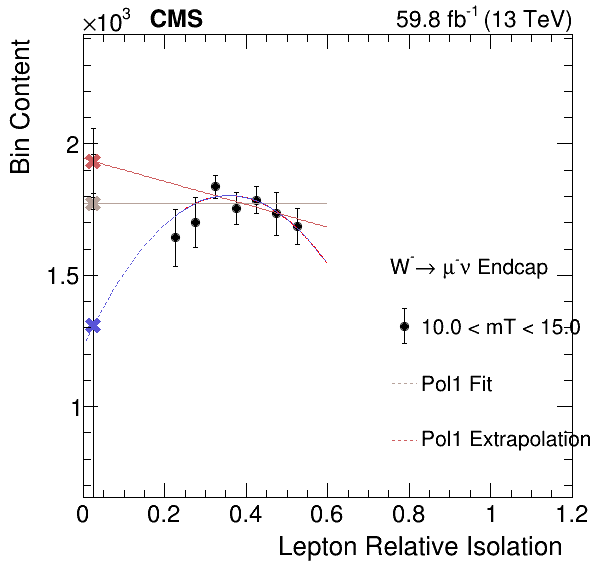 ×10³ CMS 59.8 fb⁻¹ (13 TeV)
Bin Content
2
1.5
1
W⁻→ μ⁻ν Endcap
10.0 < mT < 15.0
Pol1 Fit
Pol1 Extrapolation
0 0.2 0.4 0.6 0.8 1 1.2
Lepton Relative Isolation